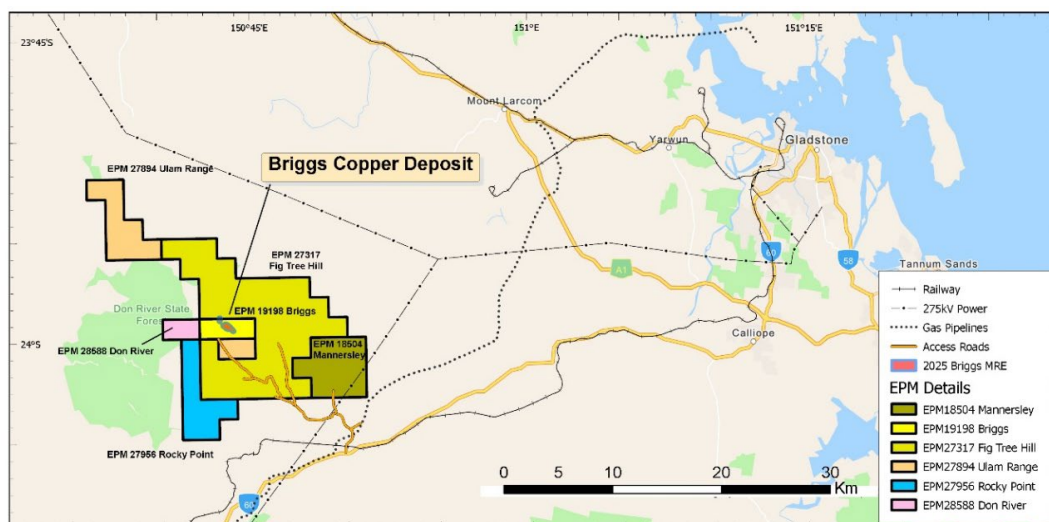 150°45'E
151°E
151°15'E
23°45'S
Mount Larcom
Yarwun
Gladstone
Briggs Copper Deposit
EPM 27894 Ulam Range
EPM 27317
Fig Tree Hill
60
58
A1
Tannum Sands
Don River State
Fore
EPM 19198 Briggs
EPM 28588 Don River
24°S
EPM 18504
Mannersley
Calliope
EPM 27956 Rocky Point
60
0 5 10 20 30
Km
Railway
275kV Power
Gas Pipelines
Access Roads
2025 Briggs MRE
EPM Details
EPM18504 Mannersley
EPM19198 Briggs
EPM27317 Fig Tree Hill
EPM27894 Ulam Range
EPM27956 Rocky Point
EPM28588 Don River